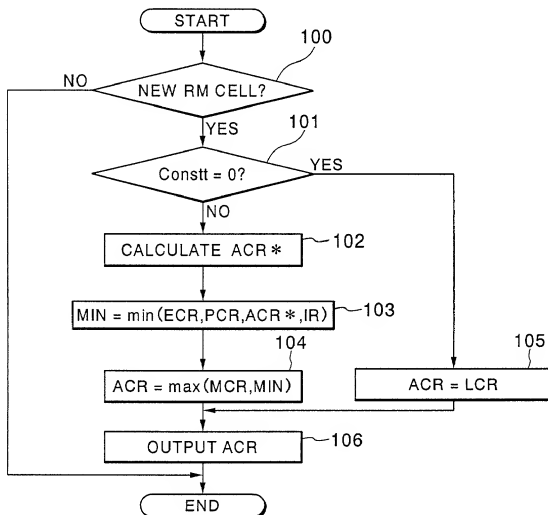 START
100
NO
NEW RM CELL?
101
YES
YES
Constt = 0?
NO
CALCULATE ACR*
102
MIN = min(ECR,PCR,ACR*,IR)
103
104
105
ACR = max(MCR,MIN)
ACR = LCR
OUTPUT ACR
106
END